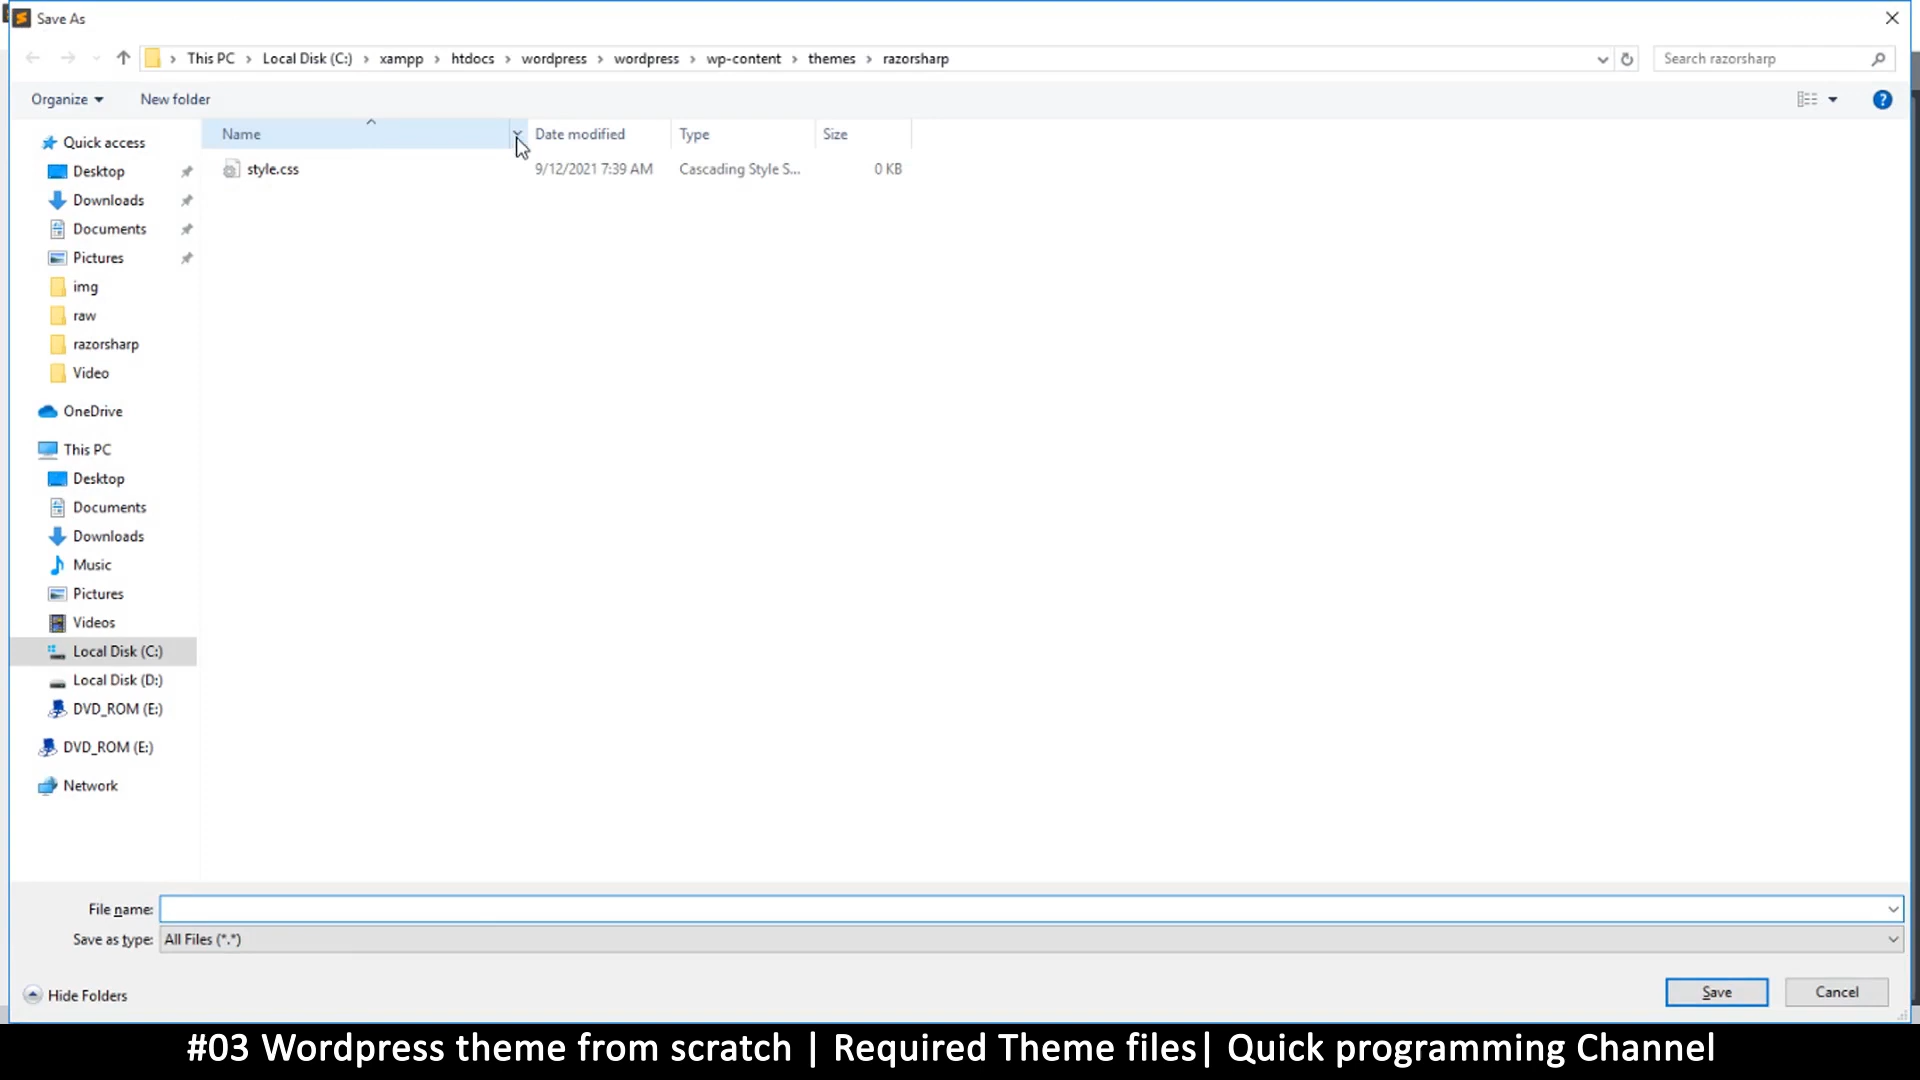 Save As
This PC > Local Disk (C:) > xampp > htdocs > wordpress > wordpress > wp-content > themes > razorsharp
Search razorsharp
Organize
New folder
Name
Date modified
Type
Size
style.css
9/12/2021 7:39 AM
Cascading Style S...
0 KB
Quick access
Desktop
Downloads
Documents
Pictures
img
raw
razorsharp
Video
OneDrive
This PC
Desktop
Documents
Downloads
Music
Pictures
Videos
Local Disk (C:)
Local Disk (D:)
DVD_ROM (E:)
DVD_ROM (E:)
Network
File name:
Save as type:
All Files (*.*)
Hide Folders
Save
Cancel
#03 Wordpress theme from scratch | Required Theme files| Quick programming Channel